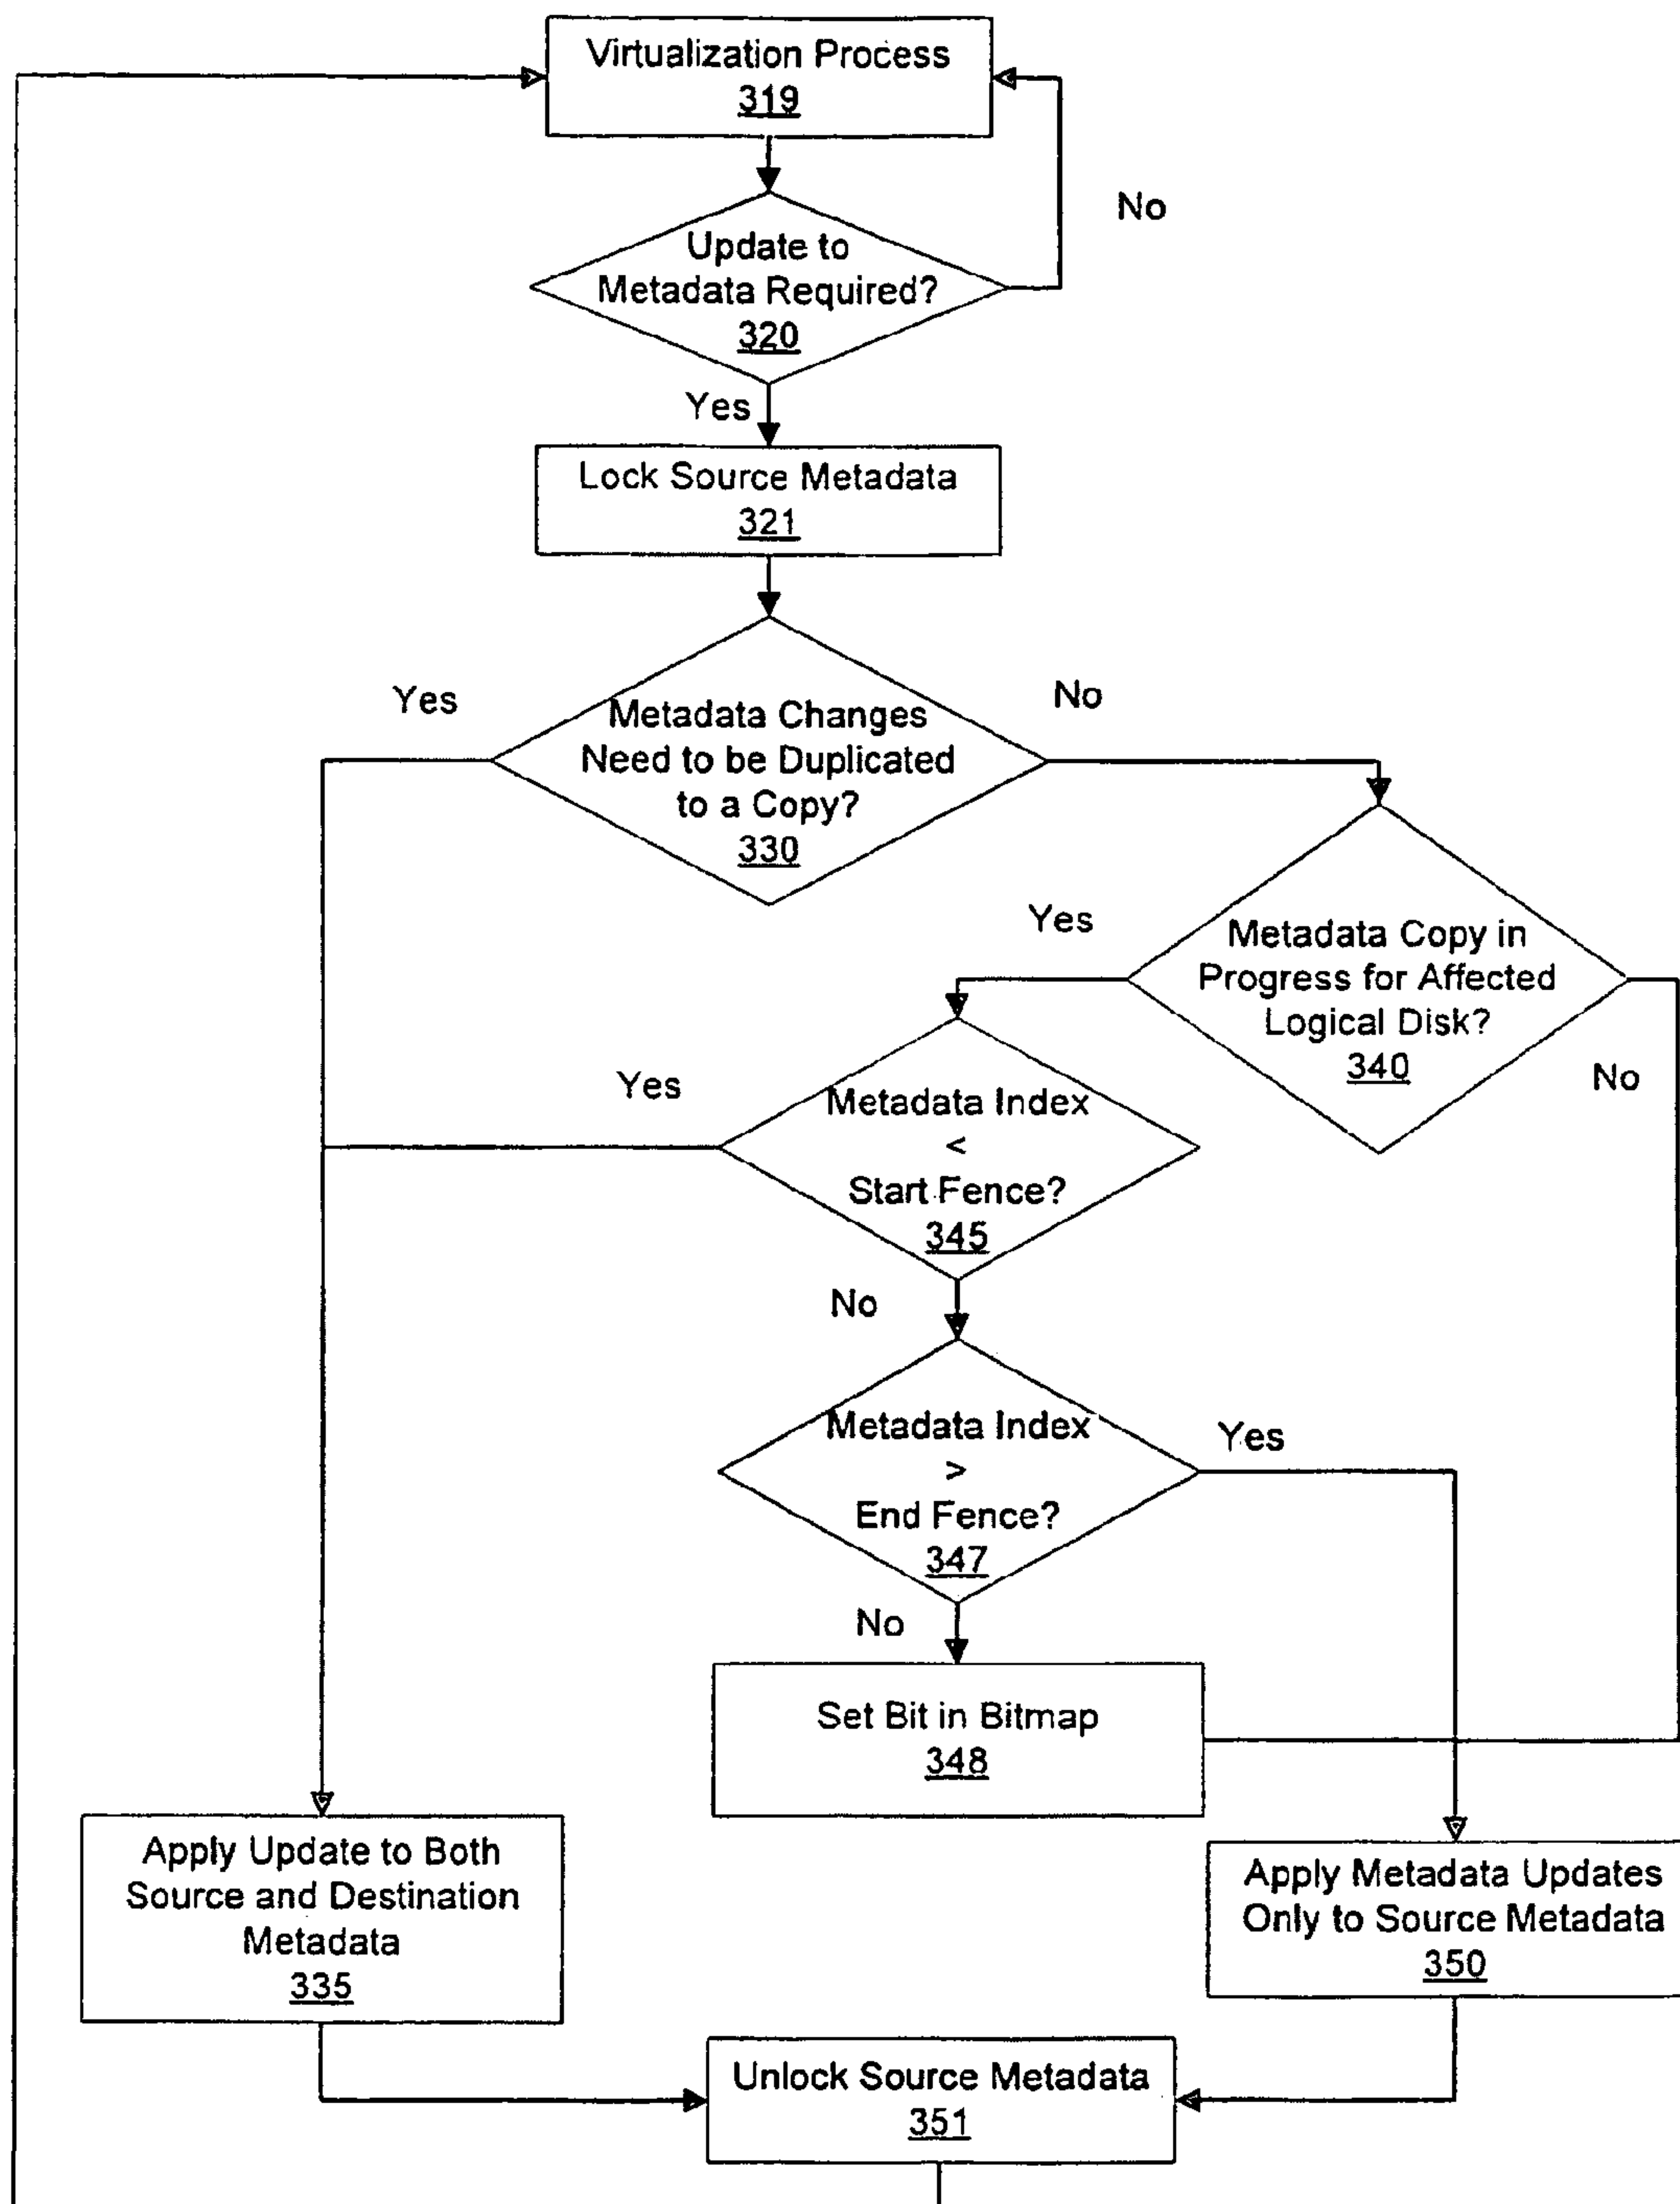 Virtualization Process
319
No
Update to
Metadata Required?
320
Yes
Lock Source Metadata
321
Yes
No
Metadata Changes
Need to be Duplicated
to a Copy?
330
Yes
Metadata Copy in
Progress for Affected
Logical Disk?
340
No
Yes
Metadata Index
<
Start Fence?
345
No
Metadata Index
>
End Fence?
347
Yes
No
Set Bit in Bitmap
348
Apply Update to Both
Source and Destination
Metadata
335
Apply Metadata Updates
Only to Source Metadata
350
Unlock Source Metadata
351